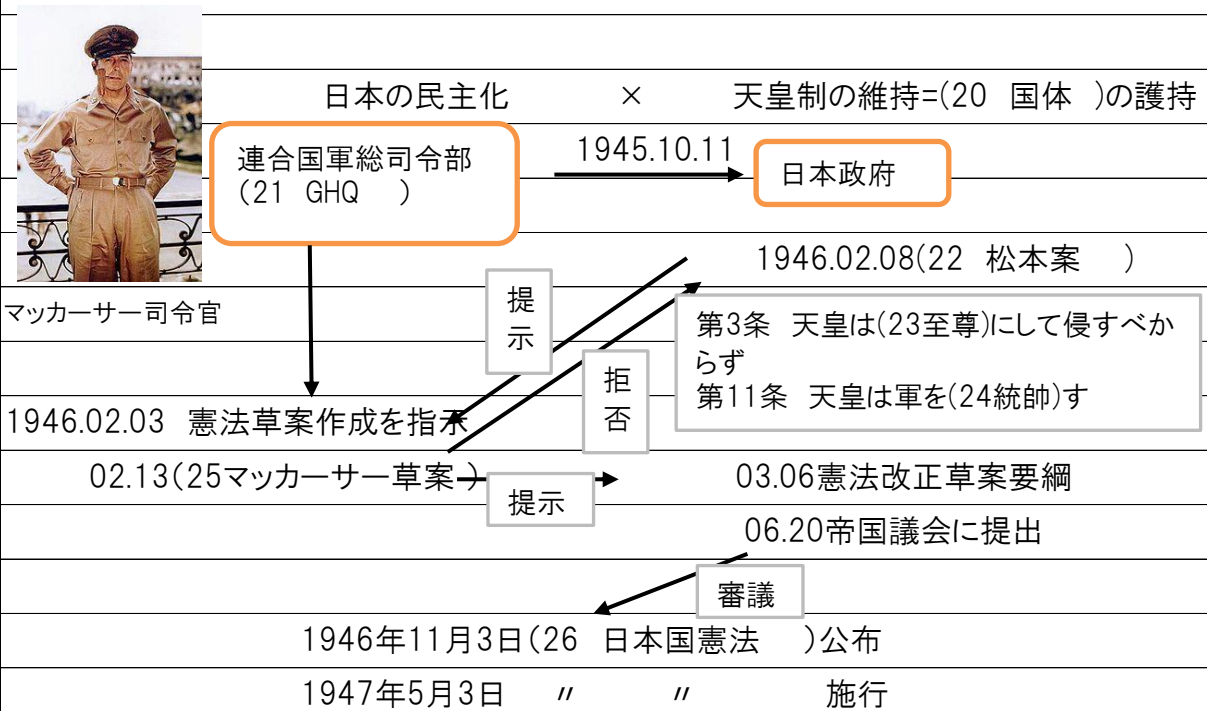 日本の民主化 × 天皇制の維持=(20 国体 )の護持
連合国軍総司令部
(21 GHQ )
1945.10.11
日本政府
1946.02.08(22 松本案 )
マッカーサー司令官
提
示
第3条 天皇は(23至尊)にして侵すべか
らず
第11条 天皇は軍を(24統帥)す
拒
否
1946.02.03 憲法草案作成を指示
02.13(25マッカーサー草案 )
提示
03.06憲法改正草案要綱
06.20帝国議会に提出
審議
1946年11月3日(26 日本国憲法 )公布
1947年5月3日 〃 〃 施行